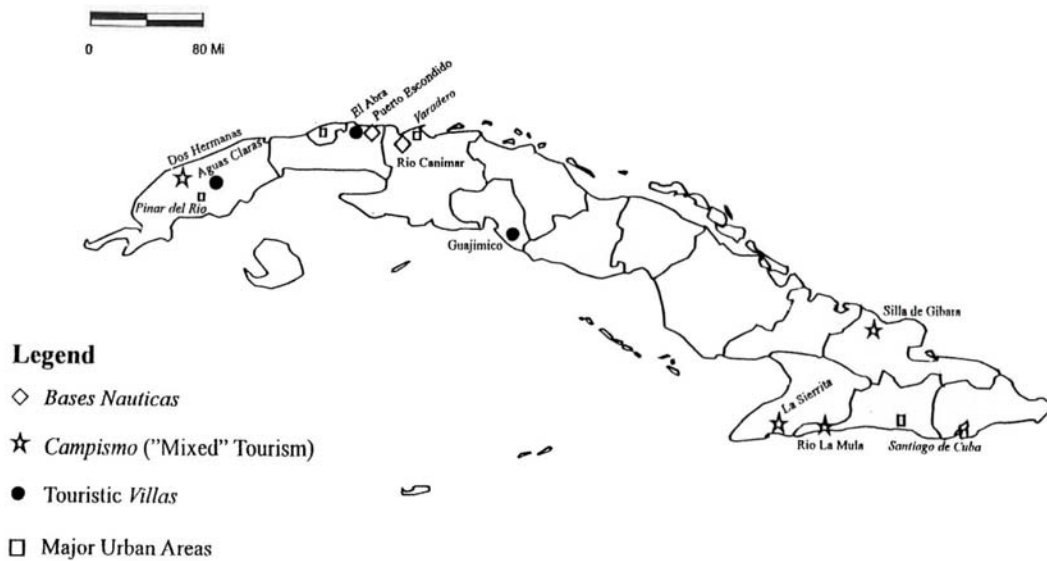 0 80 Mi
El Abra
Puerto Escondido
Varadero
Dos Hermanas
Aguas Claras
Rio Canimar
Pinar del Rio
Guajimico
Silla de Gibara
Legend
Bases Nauticas
La Sierrita
Campismo ("Mixed" Tourism)
Rio La Mula
Santiago de Cuba
Touristic Villas
Major Urban Areas